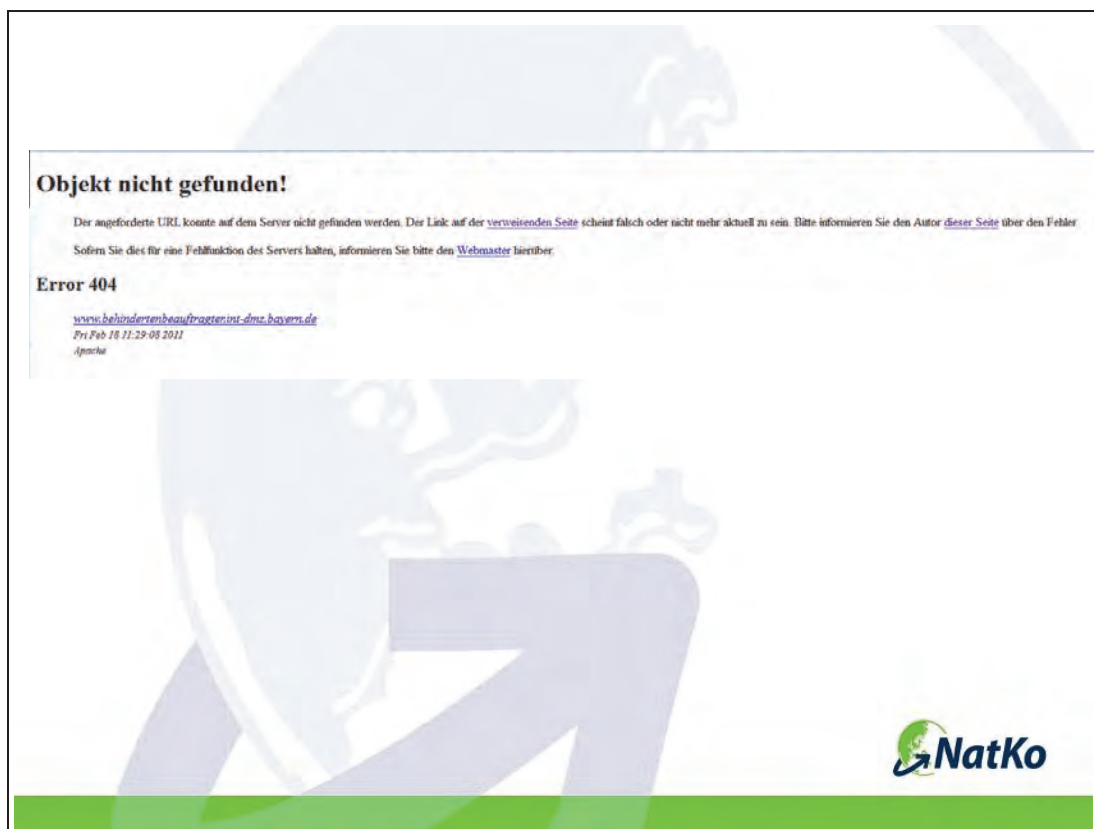 Objekt nicht gefunden!
Der angeforderte URL konnte auf dem Server nicht gefunden werden. Der Link auf der verweisenden Seite scheint falsch oder nicht mehr aktuell zu sein. Bitte informieren Sie den Autor dieser Seite über den Fehler.
Sofern Sie dies für eine Fehlfunktion des Servers halten, informieren Sie bitte den Webmaster hierüber.
Error 404
www.behindertenbeauftragter.int-dmz.bayern.de
Fri Feb 18 11:29:08 2011
Apache
NatKo